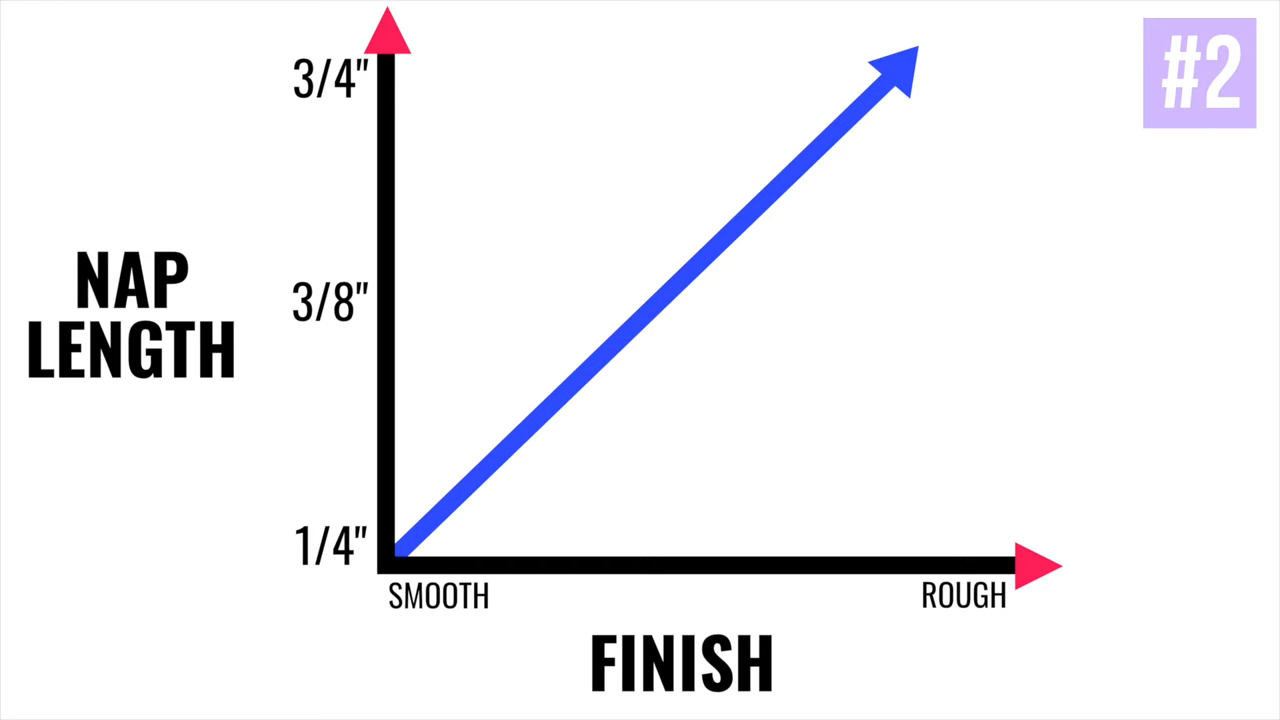 #2
3/4"
NAP
LENGTH
3/8"
1/4"
SMOOTH
ROUGH
FINISH